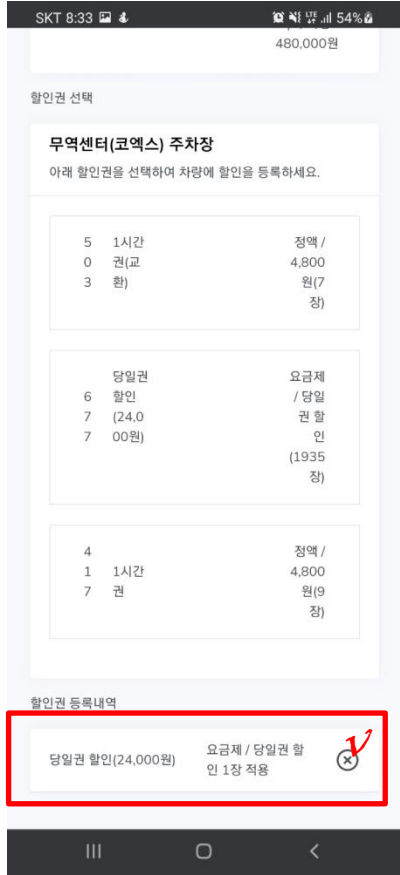 SKT 8:33 LTE 54%
480,000원
할인권 선택
무역센터(코엑스) 주차장
아래 할인권을 선택하여 차량에 할인을 등록하세요.
5
0
3
1시간
권(교
환)
정액 /
4,800
원(7
장)
6
7
7
당일권
할인
(24,0
00원)
요금제
/ 당일
권 할
인
(1935
장)
4
1
7
1시간
권
정액 /
4,800
원(9
장)
할인권 등록내역
당일권 할인(24,000원)
요금제 / 당일권 할
인 1장 적용